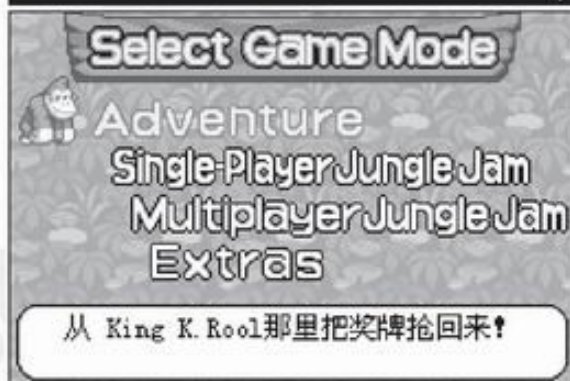 Select Game Mode
Adventure
Single-Player Jungle Jam
Multiplayer Jungle Jam
Extras
从 King K.Rool那里把奖牌抢回来!